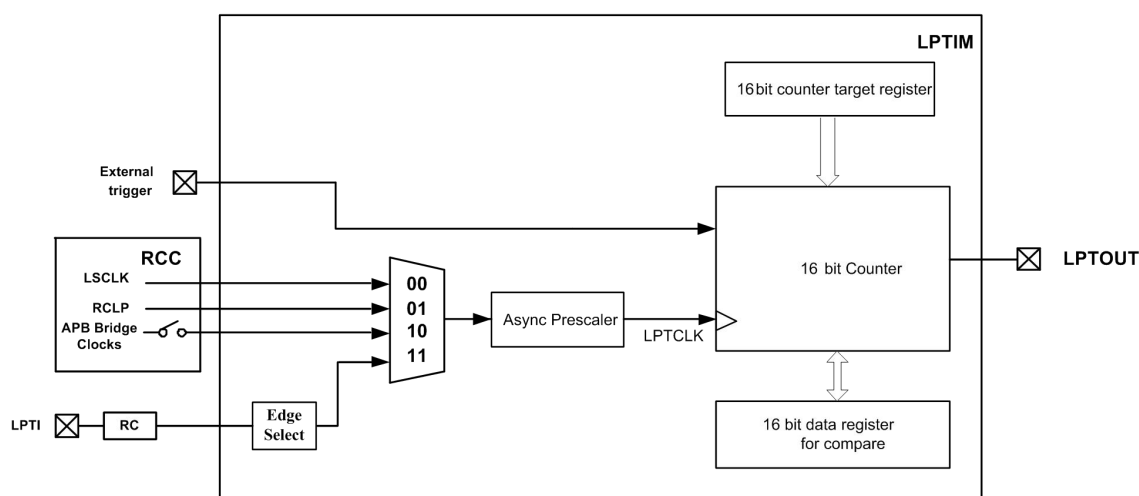 LPTIM
16bit counter target register
External
trigger
RCC
LSCLK
RCLP
APB Bridge
Clocks
00
01
10
11
Async Prescaler
LPTCLK
16 bit Counter
LPTOUT
LPTI
RC
Edge
Select
16 bit data register
for compare